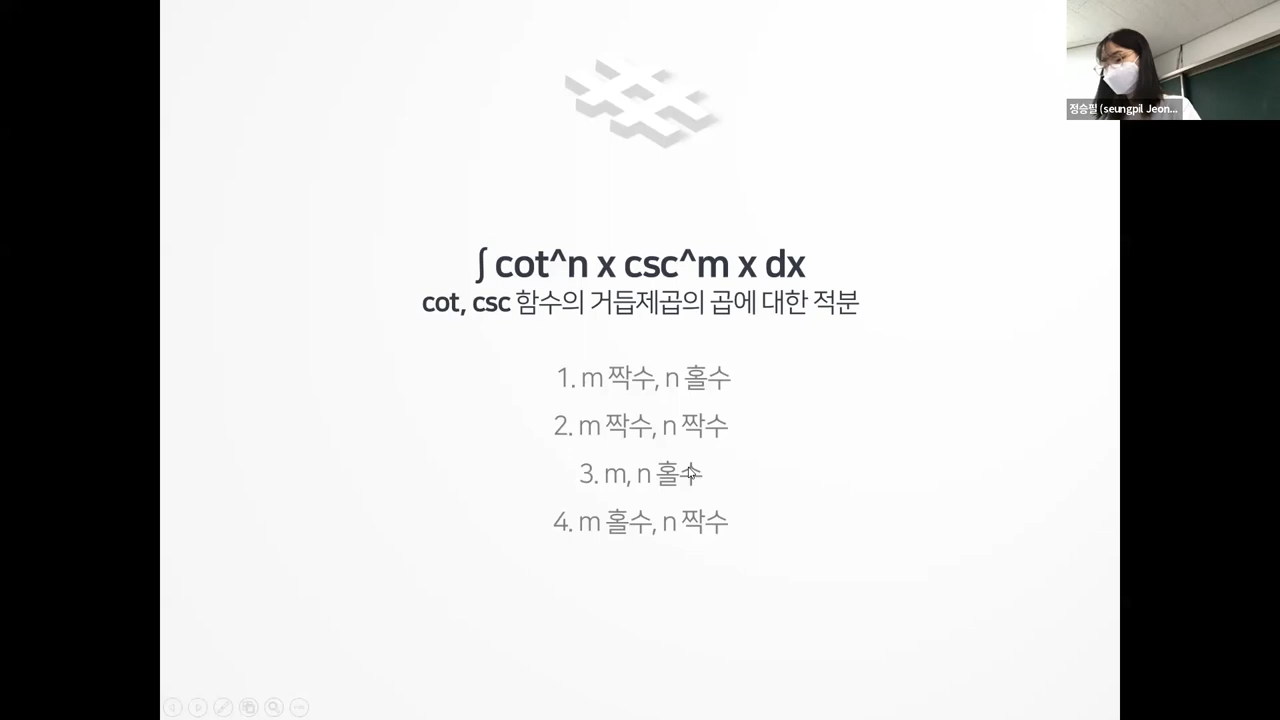 ∫ cot^n x csc^m x dx
cot, csc 함수의 거듭제곱의 곱에 대한 적분
1. m 짝수, n 홀수
2. m 짝수, n 짝수
3. m, n 홀수
4. m 홀수, n 짝수
정승필 (seungpil Jeon...